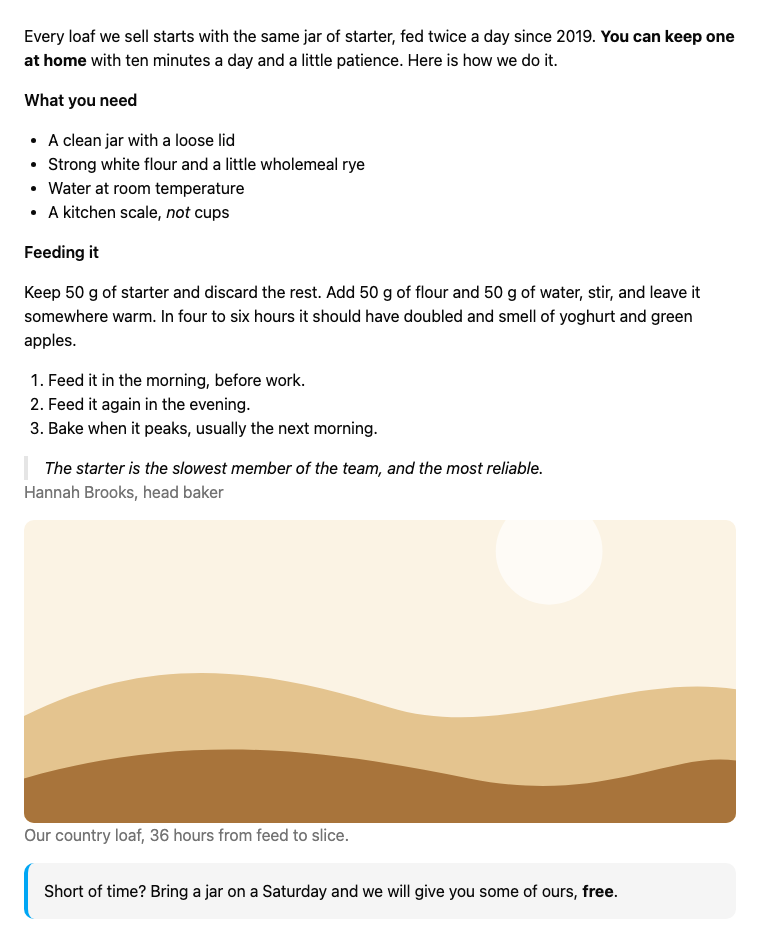 Every loaf we sell starts with the same jar of starter, fed twice a day since 2019. You can keep one
at home with ten minutes a day and a little patience. Here is how we do it.
What you need
• A clean jar with a loose lid
• Strong white flour and a little wholemeal rye
• Water at room temperature
• A kitchen scale, not cups
Feeding it
Keep 50 g of starter and discard the rest. Add 50 g of flour and 50 g of water, stir, and leave it
somewhere warm. In four to six hours it should have doubled and smell of yoghurt and green
apples.
1. Feed it in the morning, before work.
2. Feed it again in the evening.
3. Bake when it peaks, usually the next morning.
The starter is the slowest member of the team, and the most reliable.
Hannah Brooks, head baker
Our country loaf, 36 hours from feed to slice.
Short of time? Bring a jar on a Saturday and we will give you some of ours, free.